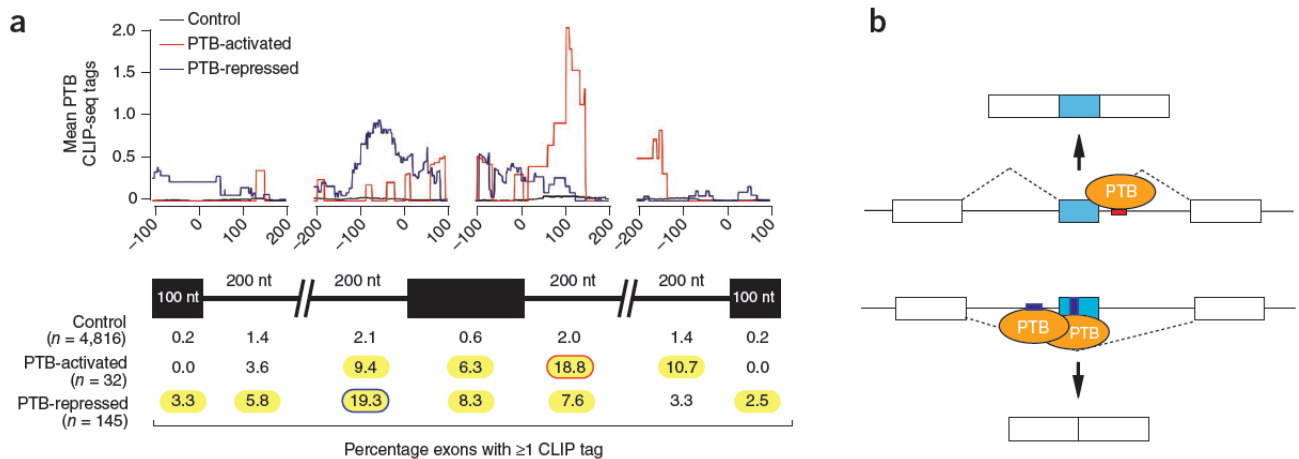 a
Control
PTB-activated
PTB-repressed
Mean PTB
CLIP-seq tags
2.0
1.5
1.0
0.5
0
–100 0 100 200
–200 –100 0 100
–100 0 100 200
–200 –100 0 100
100 nt 200 nt 200 nt 200 nt 200 nt 100 nt
Control
(n = 4,816)
0.2 1.4 2.1 0.6 2.0 1.4 0.2
PTB-activated
(n = 32)
0.0 3.6 9.4 6.3 18.8 10.7 0.0
PTB-repressed
(n = 145)
3.3 5.8 19.3 8.3 7.6 3.3 2.5
Percentage exons with ≥1 CLIP tag
b
PTB
PTB PTB